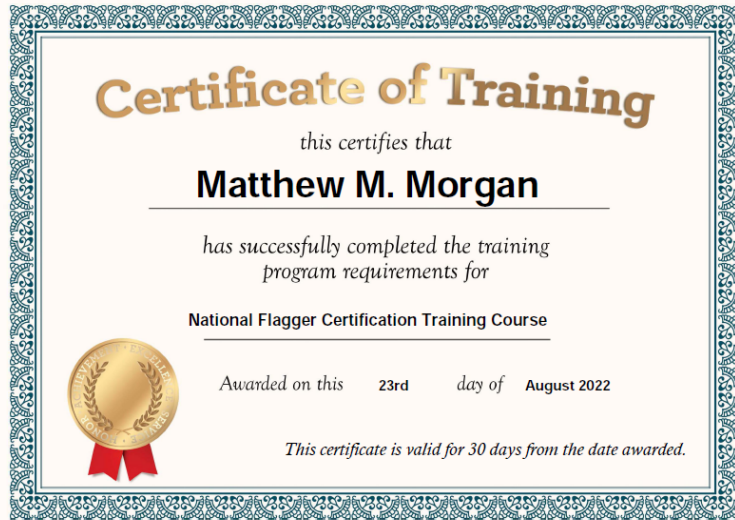 Certificate of Training
this certifies that
Matthew M. Morgan
has successfully completed the training
program requirements for
National Flagger Certification Training Course
Awarded on this 23rd day of August 2022
This certificate is valid for 30 days from the date awarded.